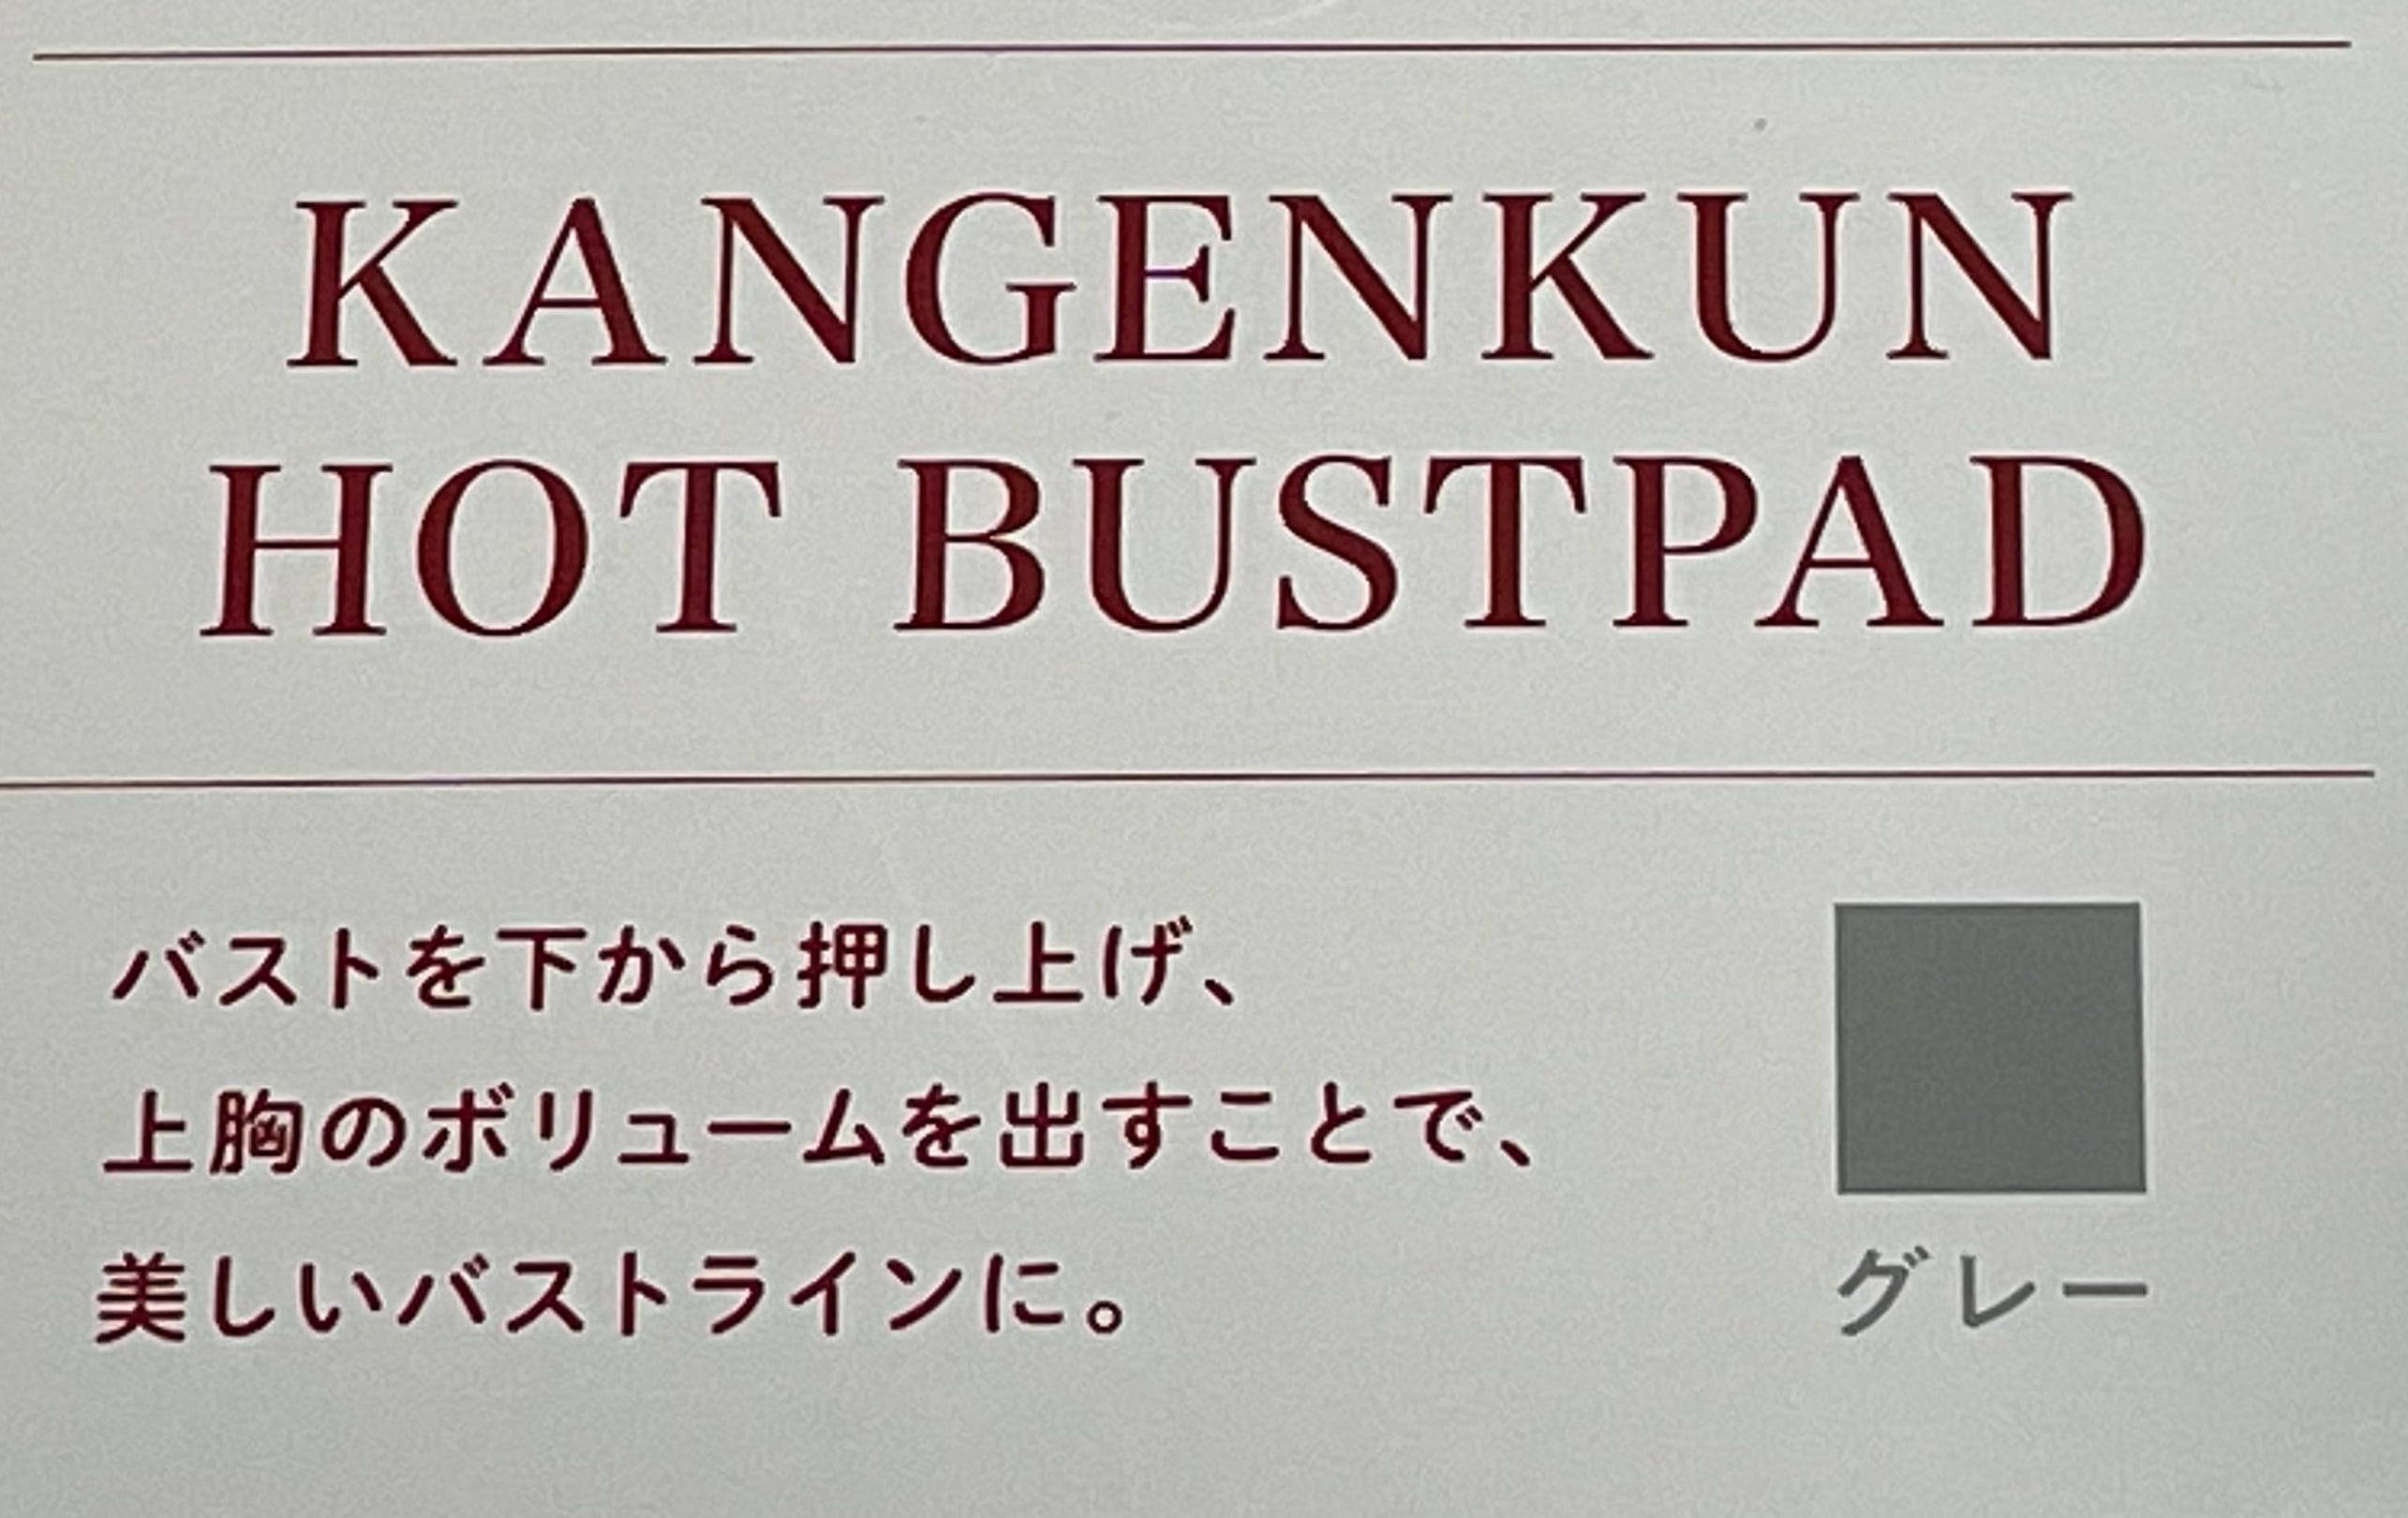 KANGENKUN
HOT BUSTPAD
バストを下から押し上げ、
上胸のボリュームを出すことで、
美しいバストラインに。
グレー